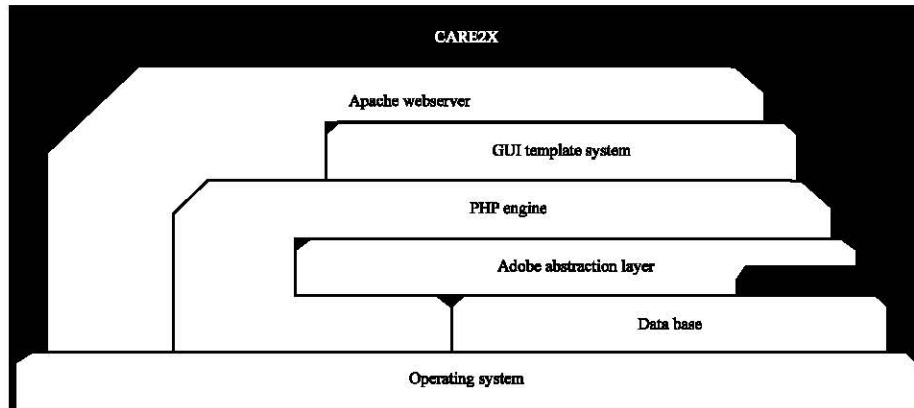 CARE2X
Apache webserver
GUI template system
PHP engine
Adobe abstraction layer
Data base
Operating system